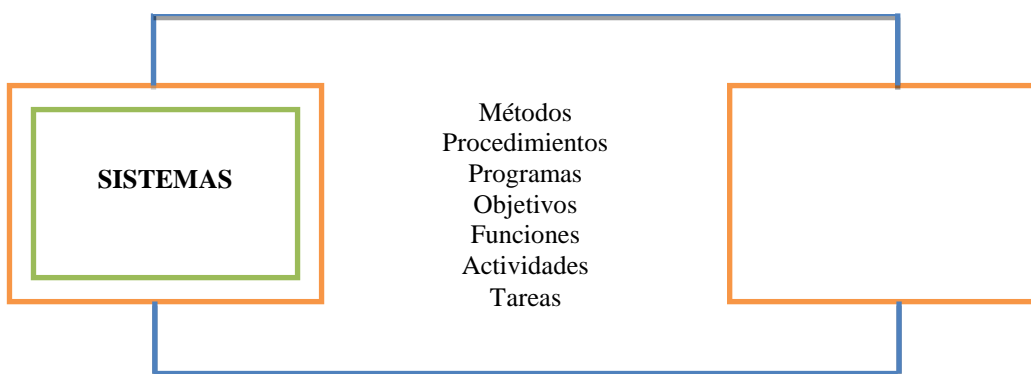 SISTEMAS
Métodos
Procedimientos
Programas
Objetivos
Funciones
Actividades
Tareas